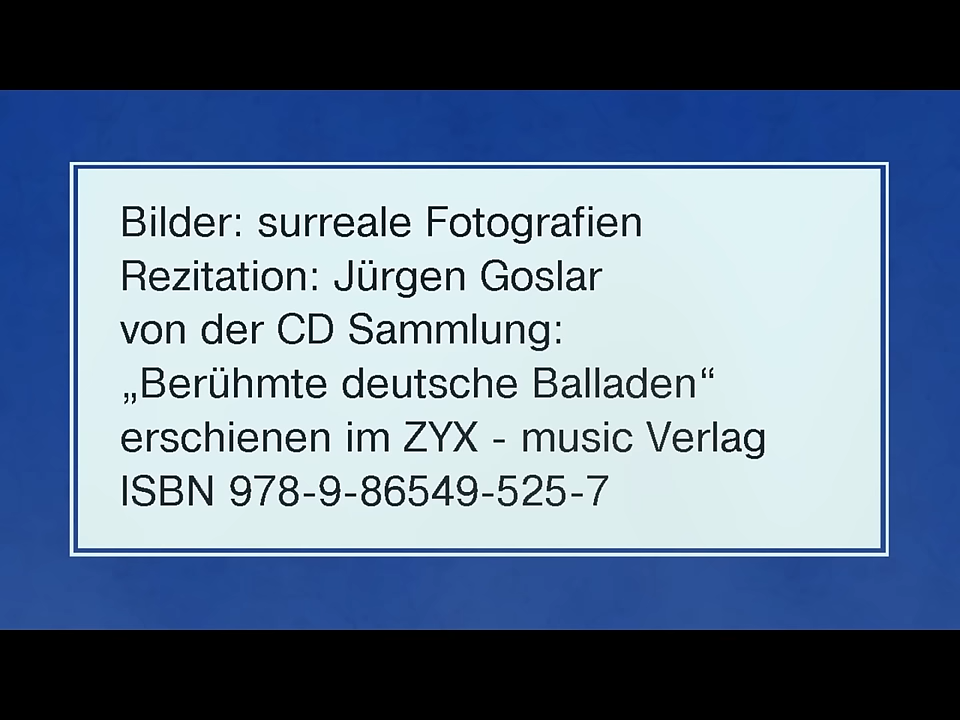 Bilder: surreale Fotografien
Rezitation: Jürgen Goslar
von der CD Sammlung:
„Berühmte deutsche Balladen“
erschienen im ZYX - music Verlag
ISBN 978-9-86549-525-7